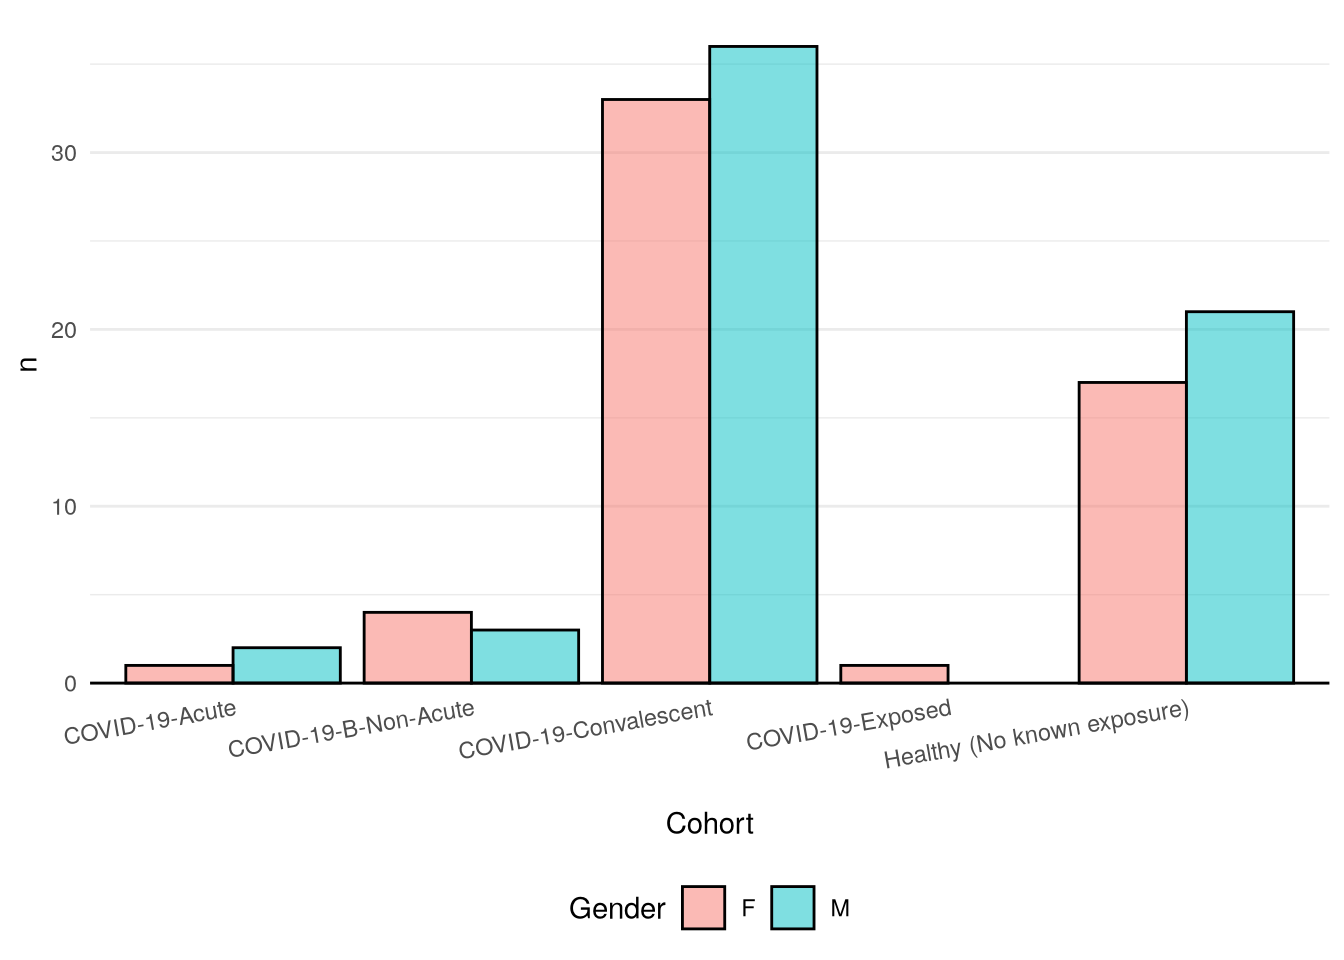 30
20
10
0
n
COVID-19-Acute
COVID-19-B-Non-Acute
COVID-19-Convalescent
COVID-19-Exposed
Healthy (No known exposure)
Cohort
Gender F M